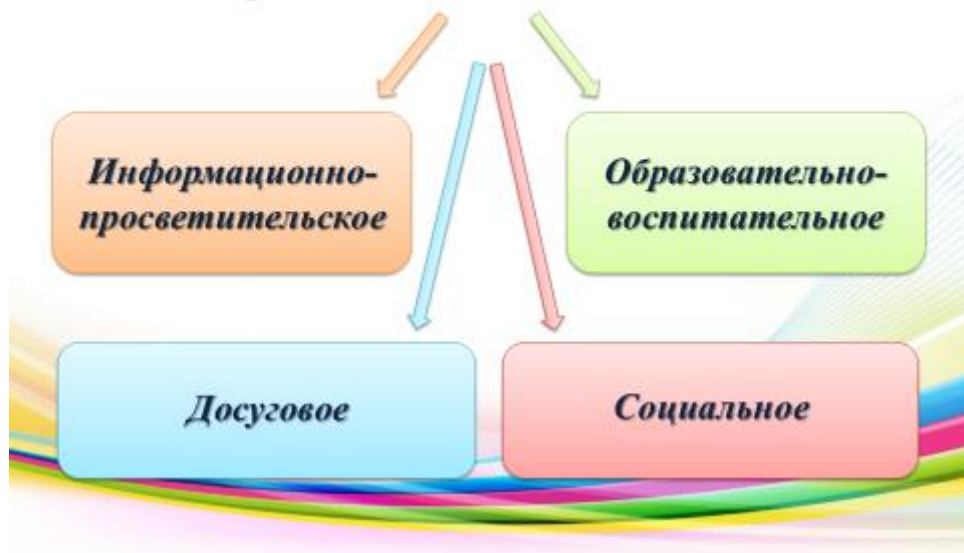 Информационно-
просветительское
Образовательно-
воспитательное
Досуговое
Социальное